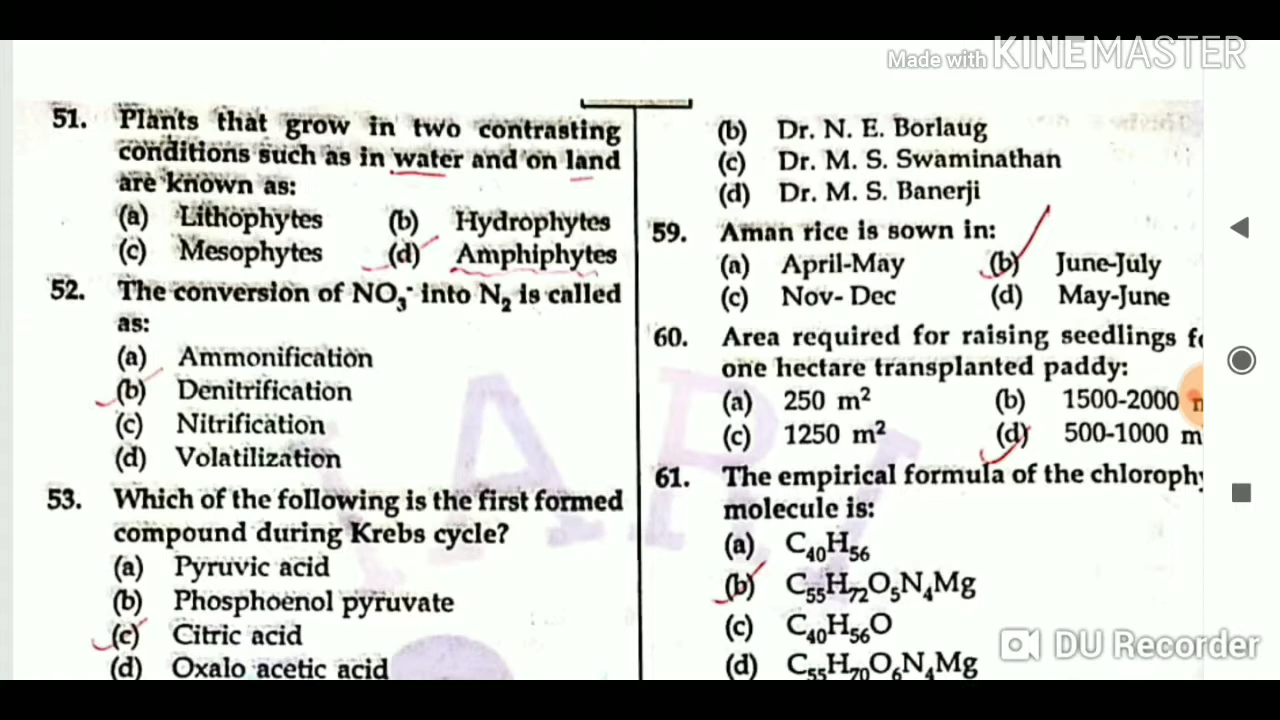 Made with KINEMASTER
51. Plants that grow in two contrasting
conditions such as in water and on land
are known as:
(a) Lithophytes (b) Hydrophytes
(c) Mesophytes (d) Amphiphytes
52. The conversion of NO₃⁻ into N₂ is called
as:
(a) Ammonification
(b) Denitrification
(c) Nitrification
(d) Volatilization
53. Which of the following is the first formed
compound during Krebs cycle?
(a) Pyruvic acid
(b) Phosphoenol pyruvate
(c) Citric acid
(d) Oxalo acetic acid
(b) Dr. N. E. Borlaug
(c) Dr. M. S. Swaminathan
(d) Dr. M. S. Banerji
59. Aman rice is sown in:
(a) April-May (b) June-July
(c) Nov- Dec (d) May-June
60. Area required for raising seedlings
one hectare transplanted paddy:
(a) 250 m² (b) 1500-2000
(c) 1250 m² (d) 500-1000 m
61. The empirical formula of the chlorophy
molecule is:
(a) C₄₀H₅₆
(b) C₅₅H₇₂O₅N₄Mg
(c) C₄₀H₅₆O
(d) C₅₅H₇₀O₆N₄Mg
DU Recorder